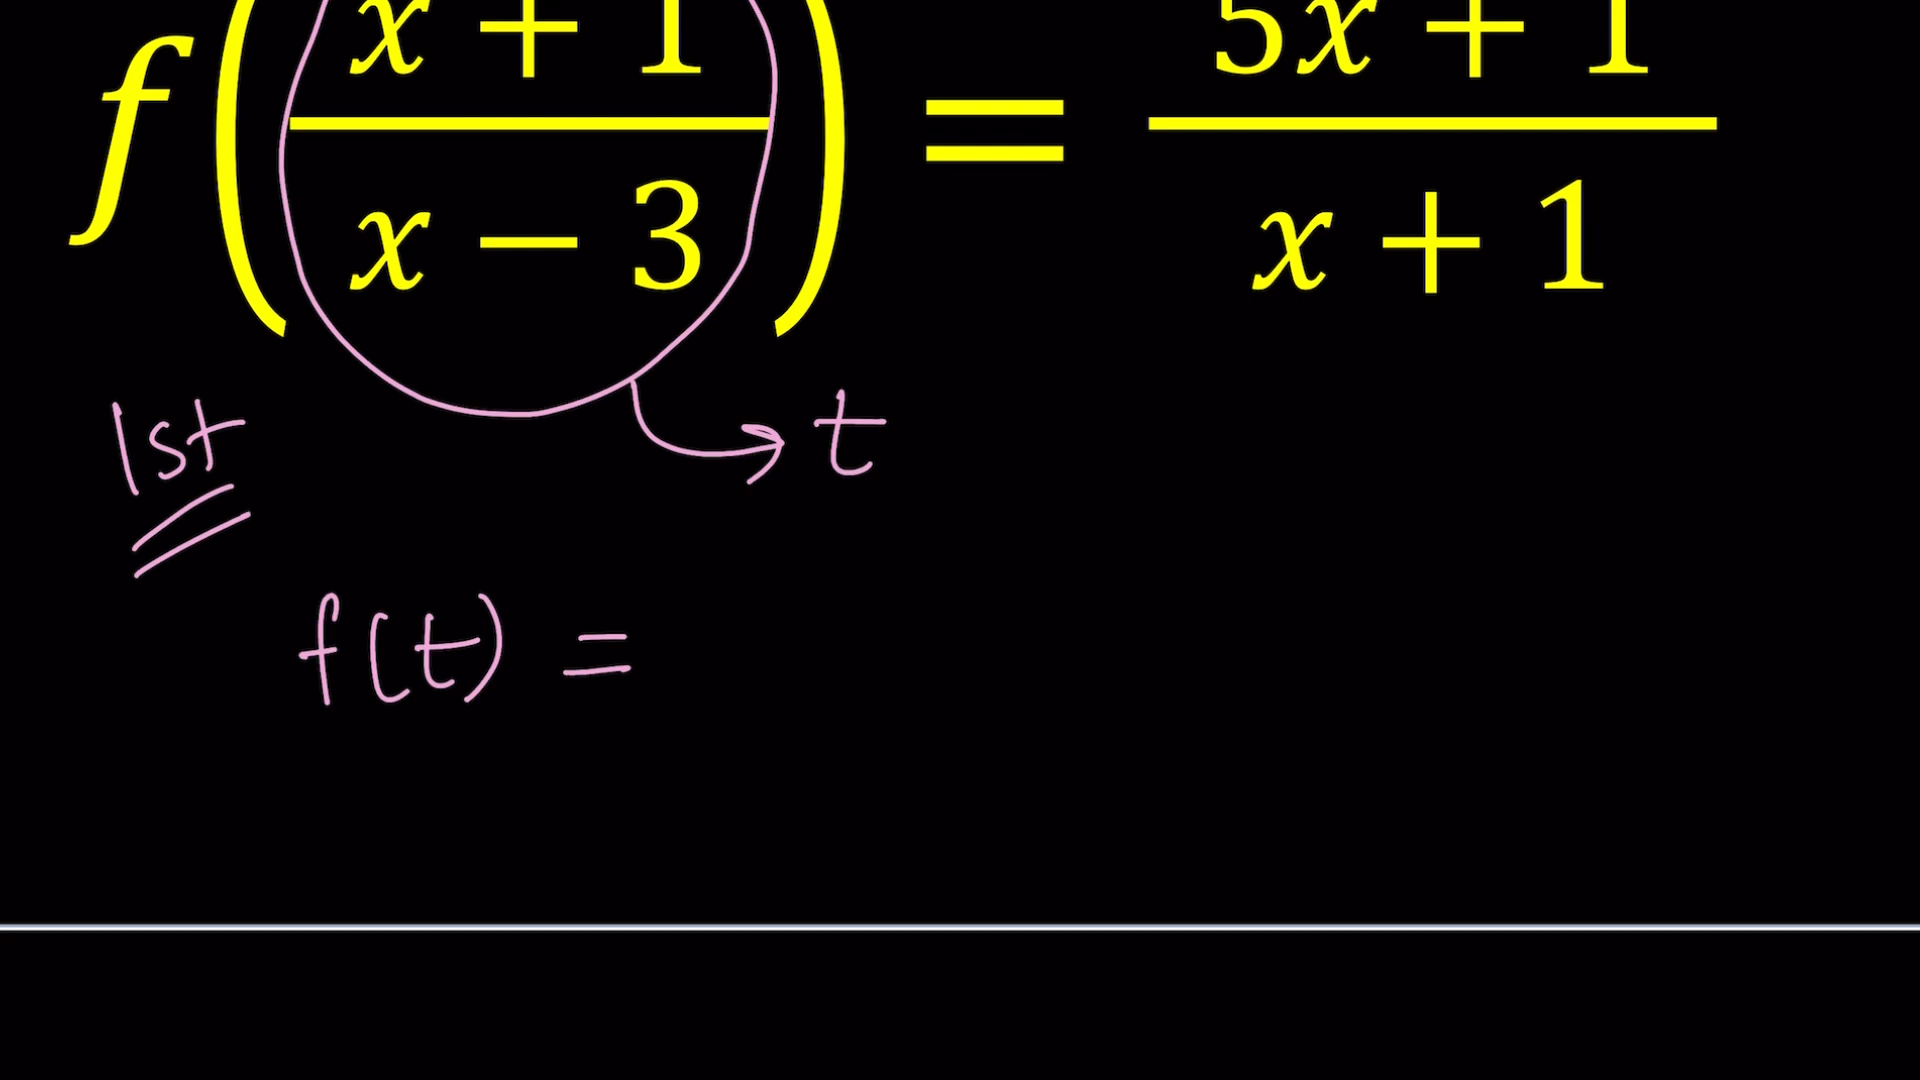 f(x + 1 / x − 3) = 5x + 1 / x + 1
1st
t
f(t) =